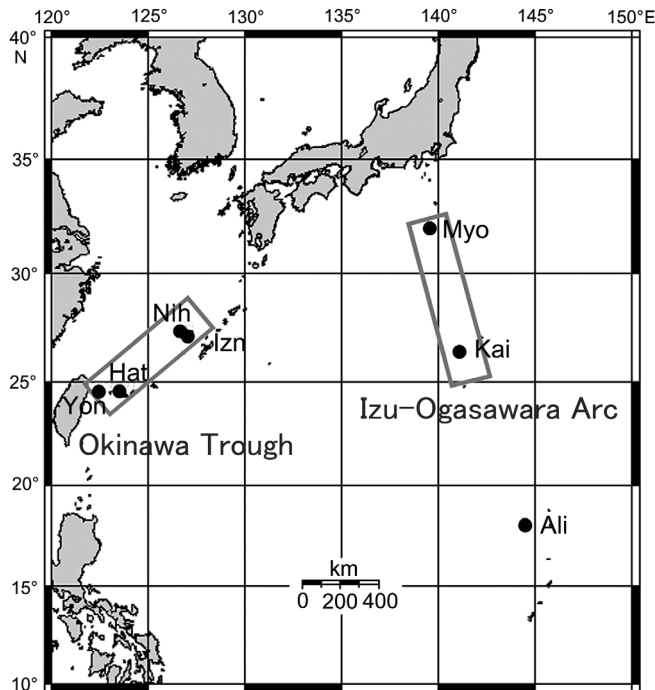 120° 125° 130° 135° 140° 145° 150°E
40°
N
35°
Myo
30°
Nih
Izn
Kai
Hat
25°
Yon
Izu-Ogasawara Arc
Okinawa Trough
20°
Ali
km
15°
0 200 400
10°